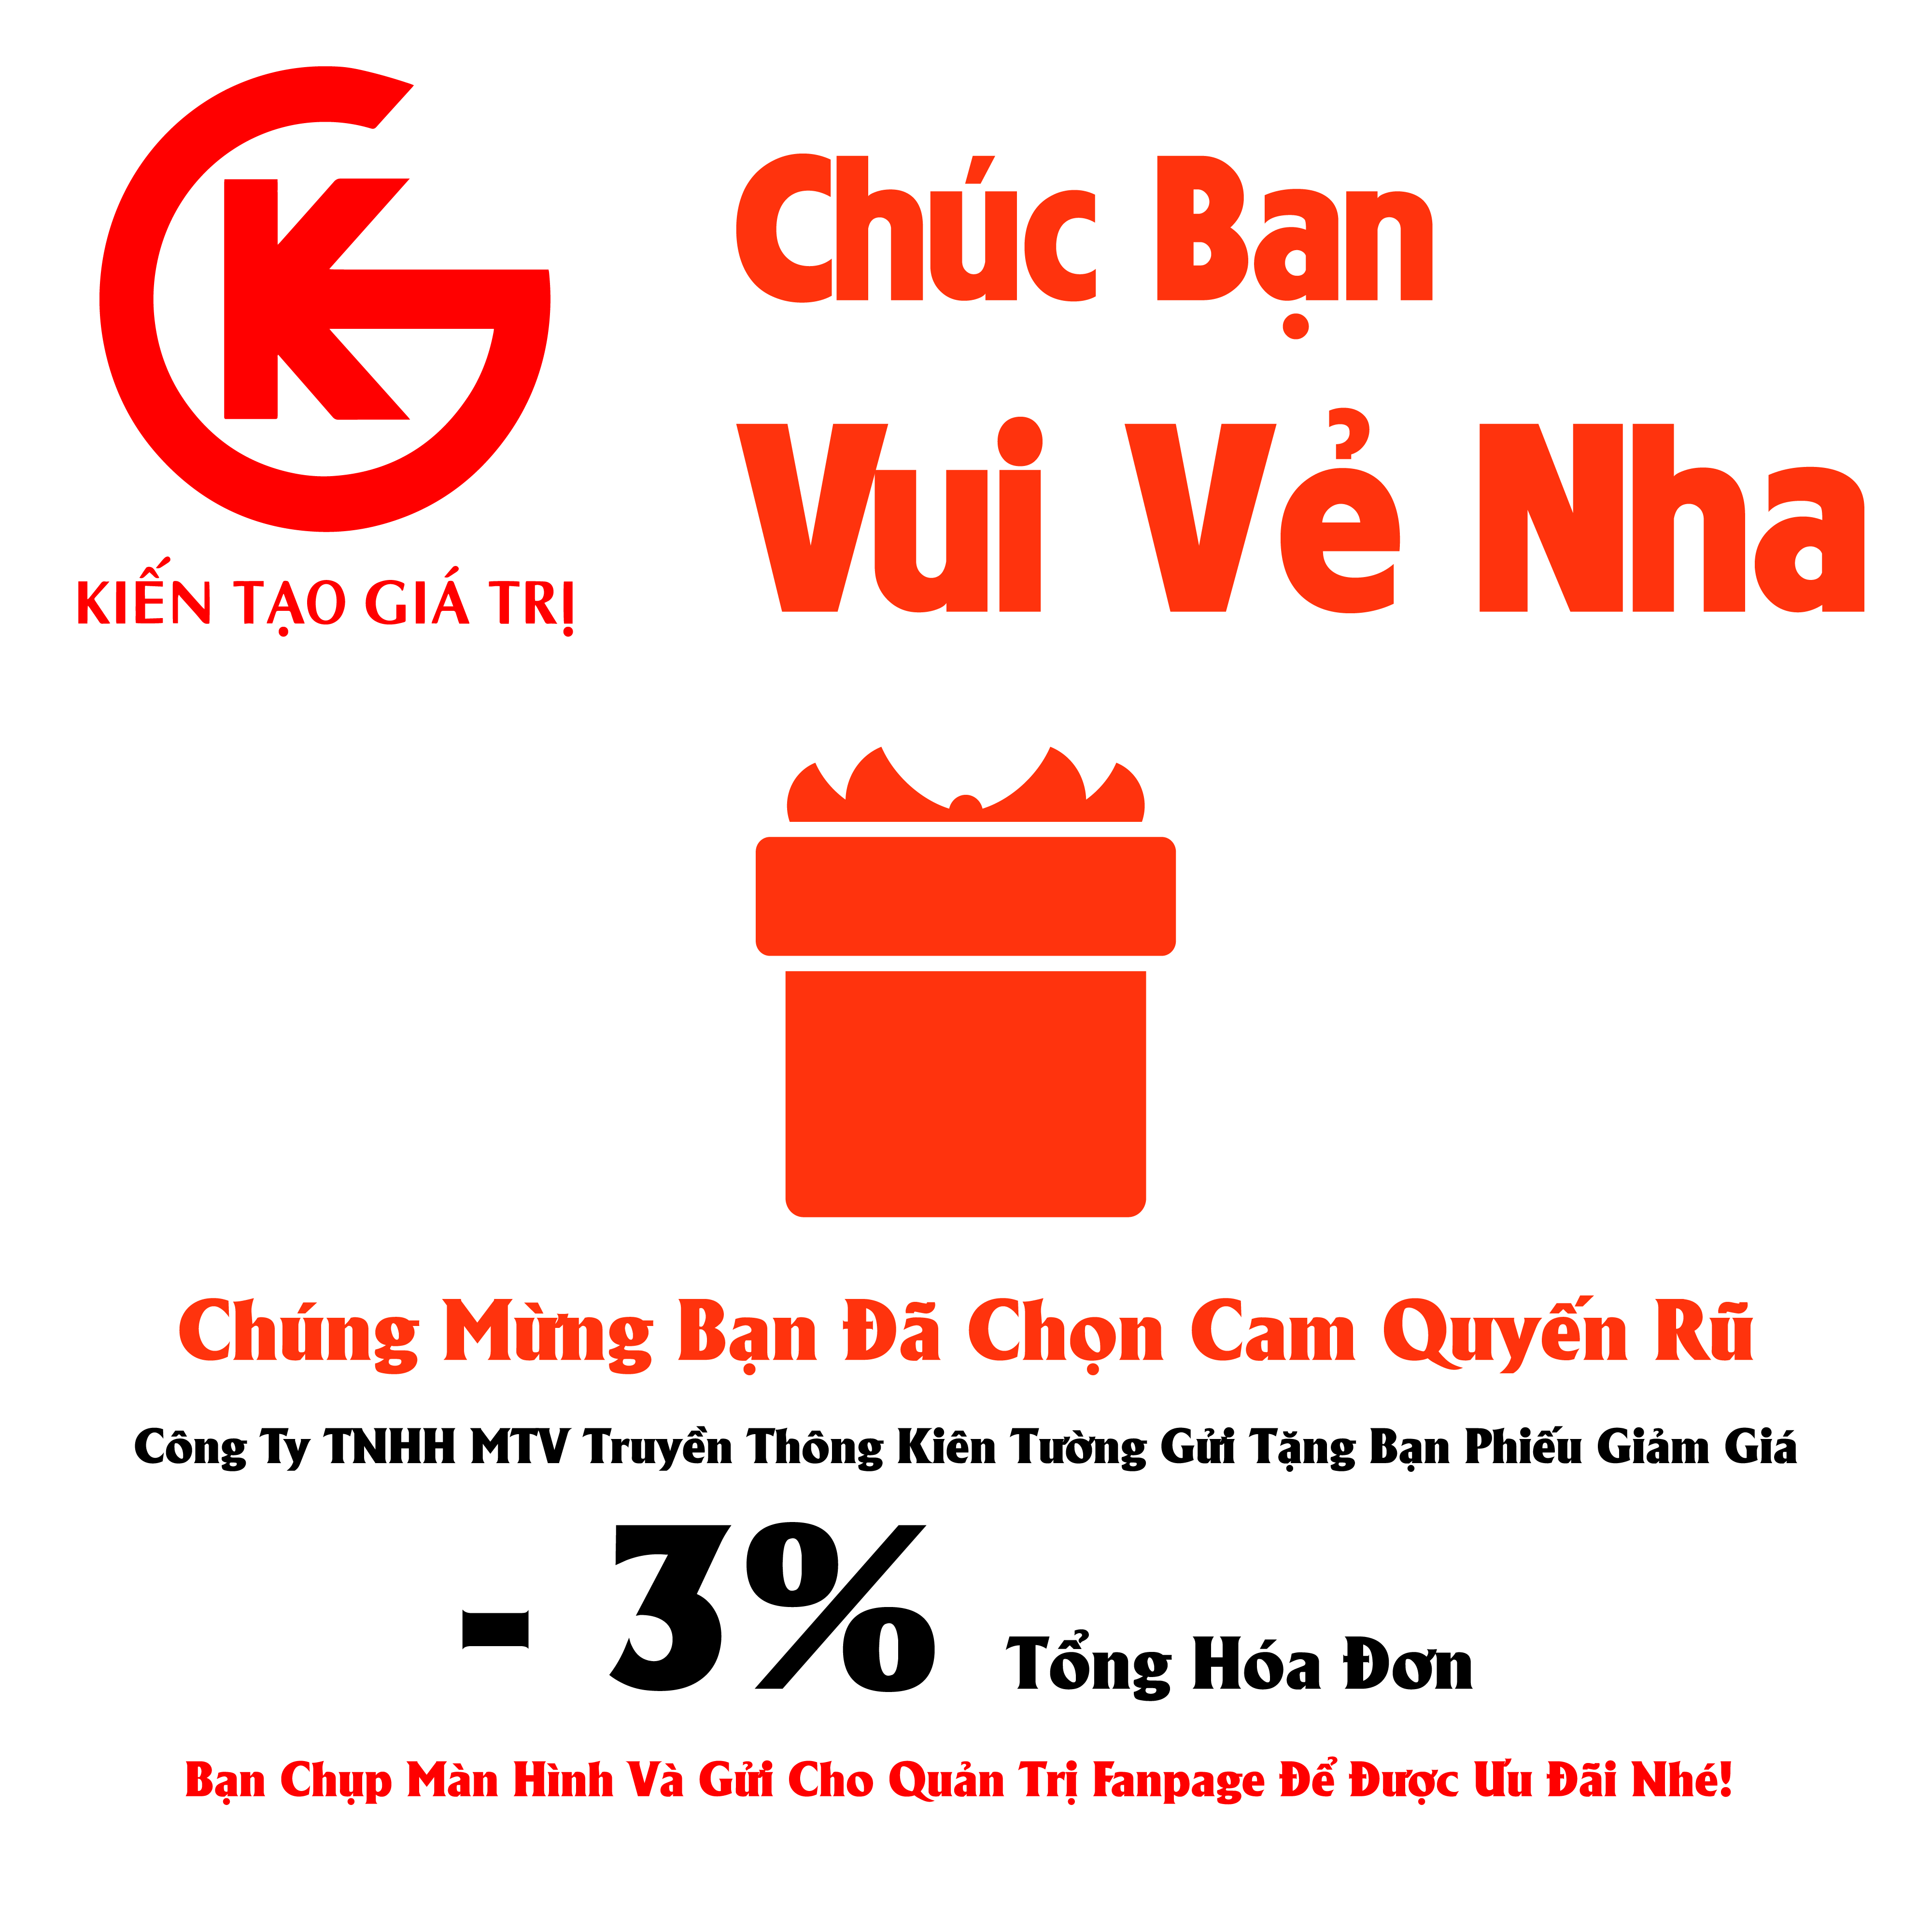 KIẾN TẠO GIÁ TRỊ
Chúc Bạn
Vui Vẻ Nha
Chúng Mừng Bạn Đã Chọn Cam Quyến Rũ
Công Ty TNHH MTV Truyền Thông Kiên Tường Gửi Tặng Bạn Phiếu Giảm Giá
- 3% Tổng Hóa Đơn
Bạn Chụp Màn Hình Và Gửi Cho Quản Trị Fanpage Để Được Ưu Đãi Nhé!